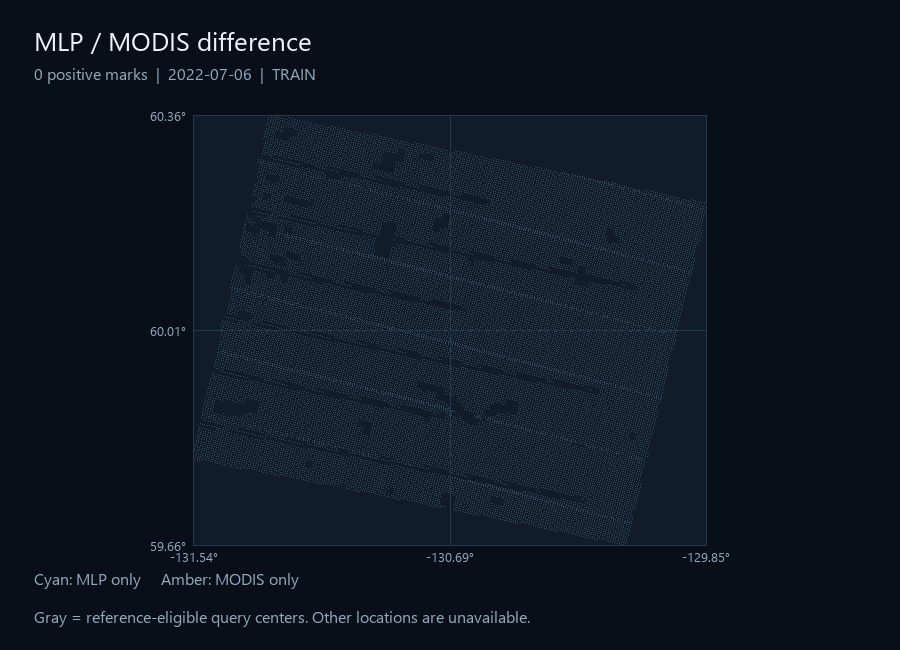 MLP / MODIS difference
0 positive marks | 2022-07-06 | TRAIN
60.36°
60.01°
59.66°
-131.54° -130.69° -129.85°
Cyan: MLP only Amber: MODIS only
Gray = reference-eligible query centers. Other locations are unavailable.